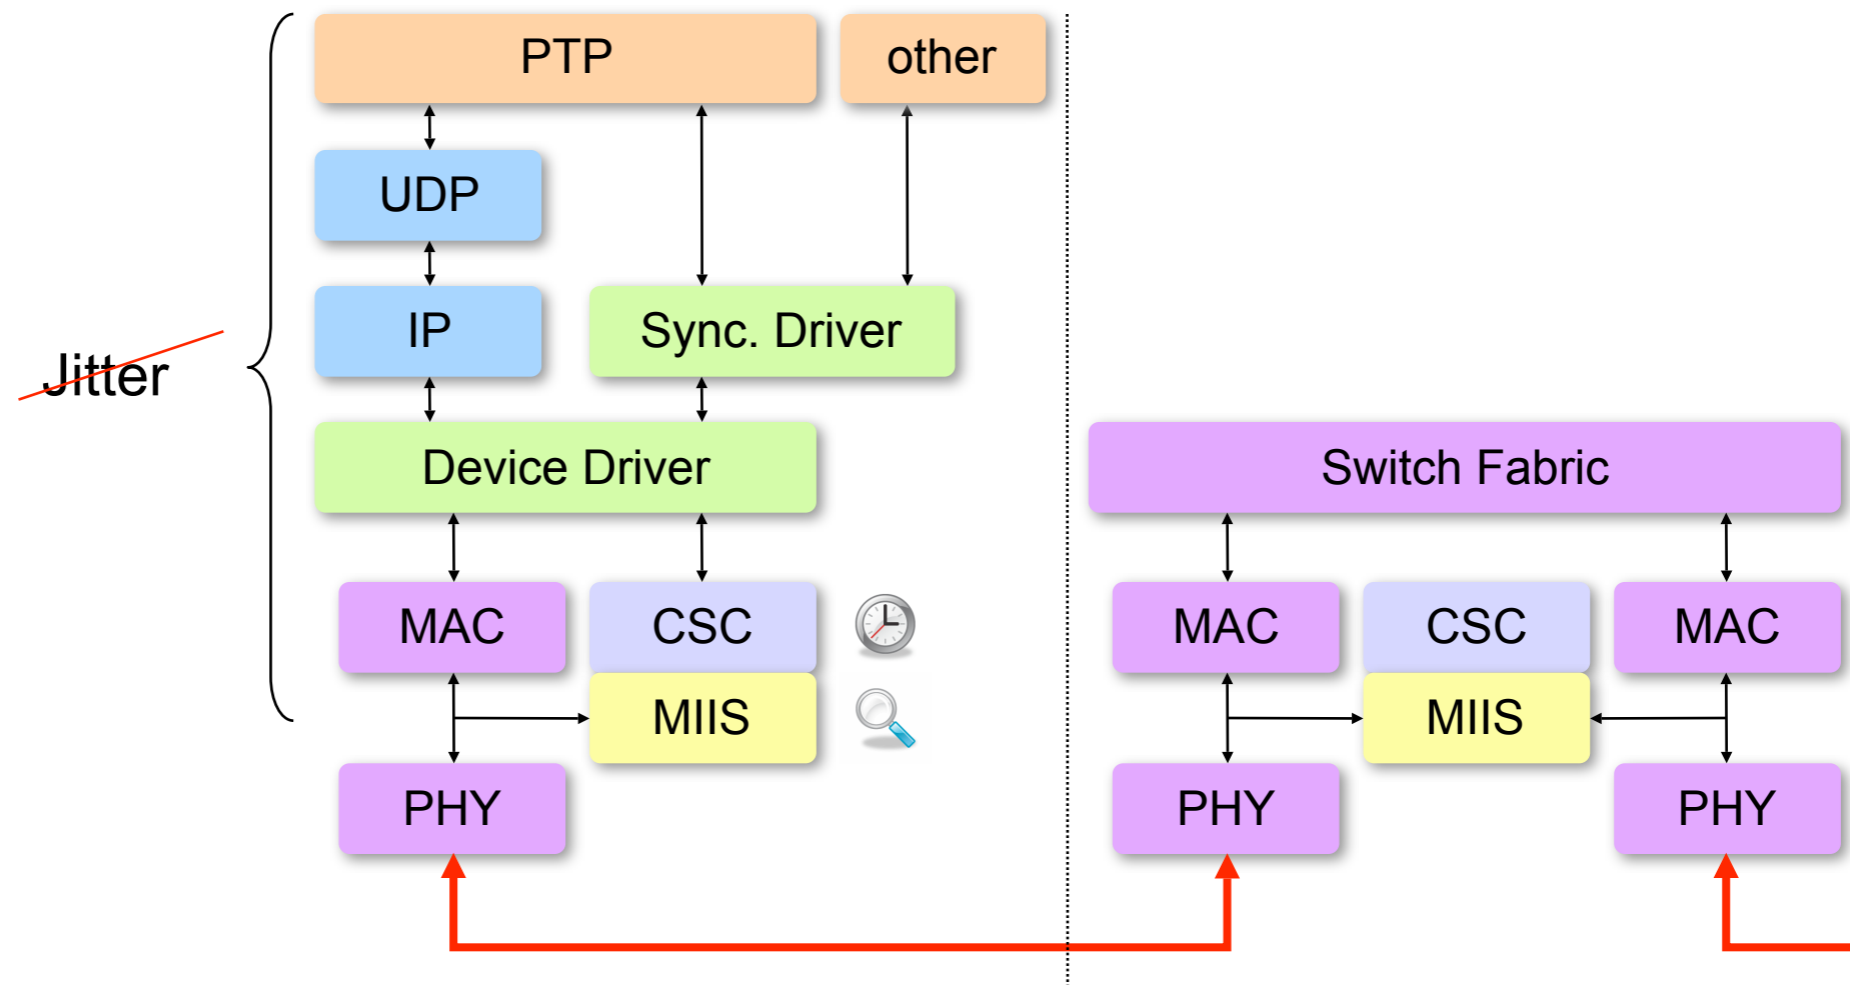 PTP
other
UDP
IP
Sync. Driver
Jitter
Device Driver
Switch Fabric
MAC
CSC
MAC
CSC
MAC
MIIS
MIIS
PHY
PHY
PHY